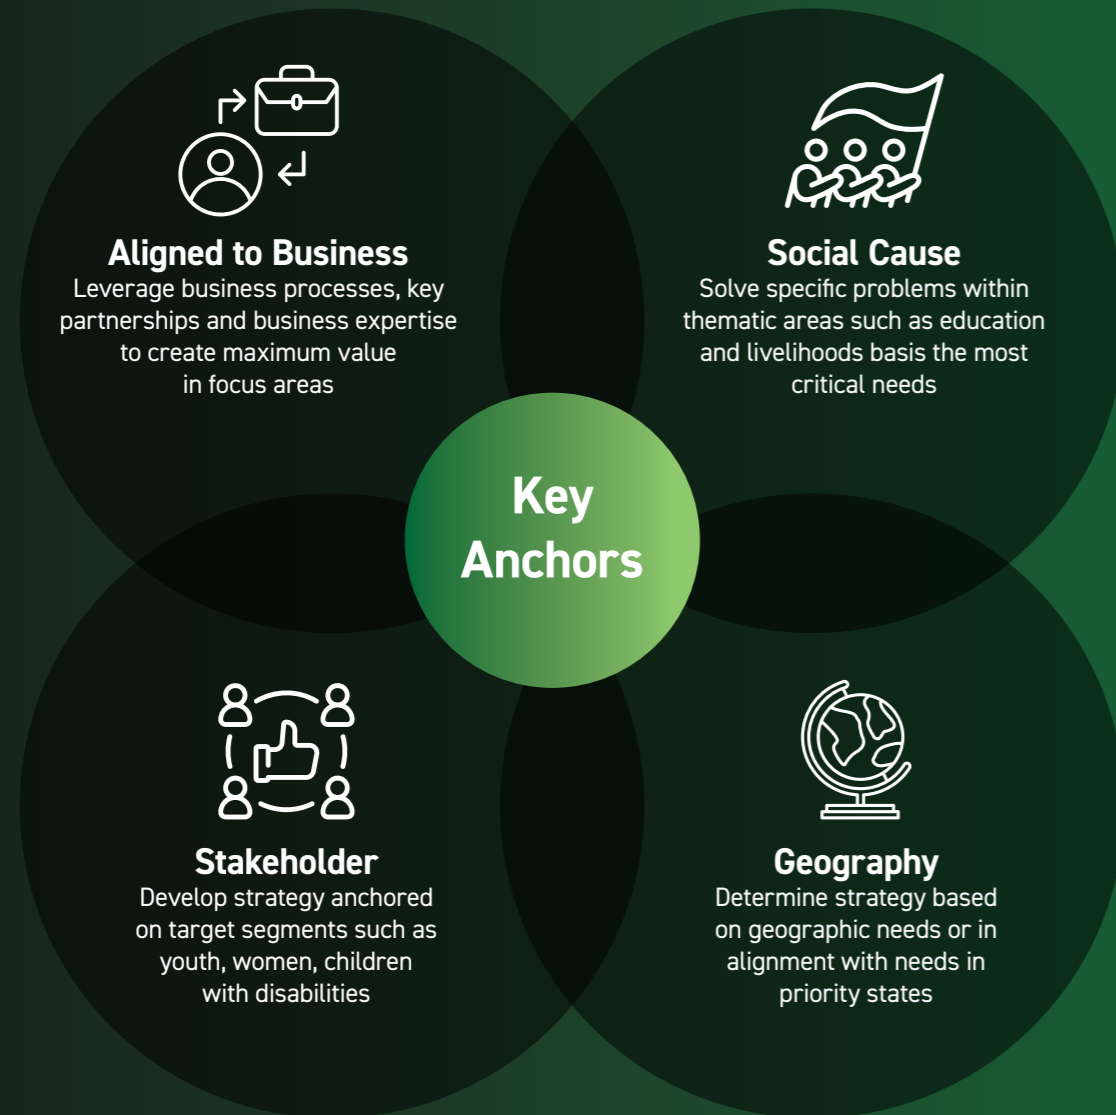 Aligned to Business
Leverage business processes, key
partnerships and business expertise
to create maximum value
in focus areas
Social Cause
Solve specific problems within
thematic areas such as education
and livelihoods basis the most
critical needs
Key
Anchors
Stakeholder
Develop strategy anchored
on target segments such as
youth, women, children
with disabilities
Geography
Determine strategy based
on geographic needs or in
alignment with needs in
priority states